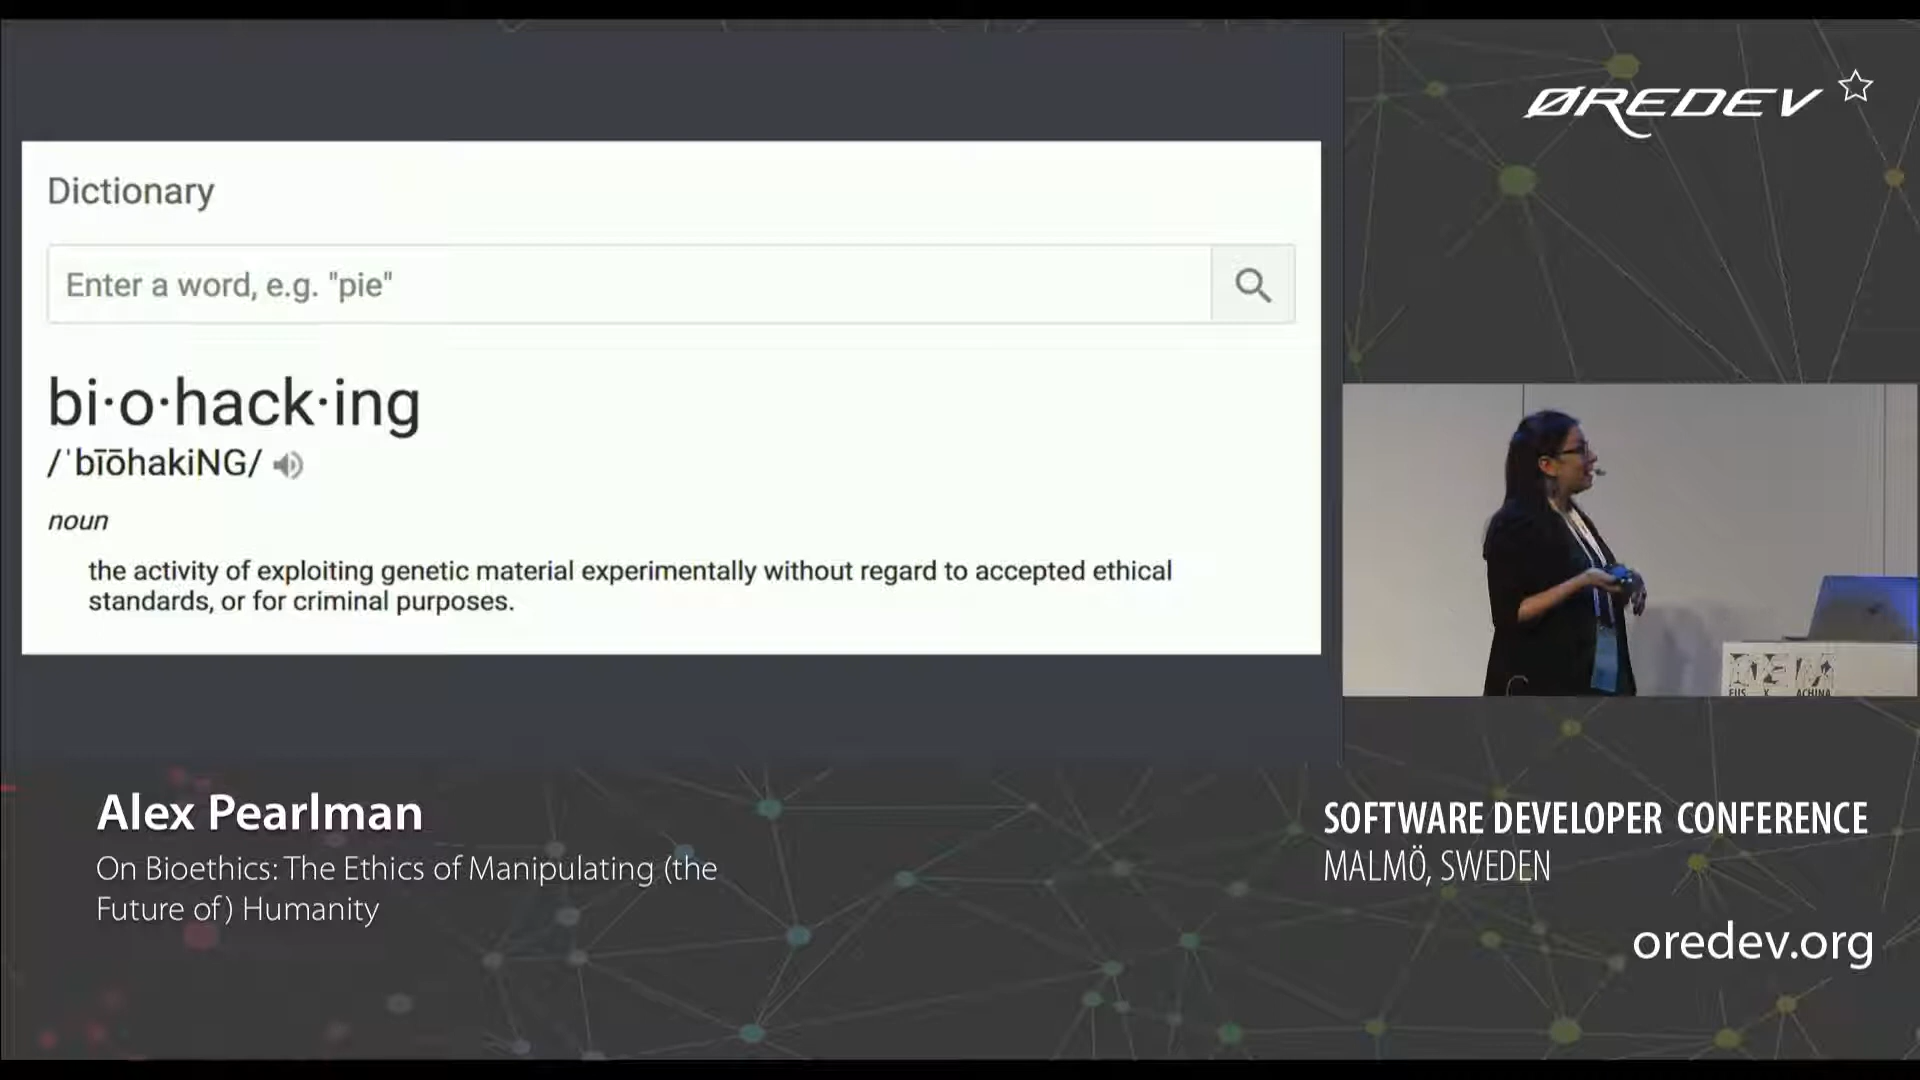 ØREDEV
Dictionary
Enter a word, e.g. "pie"
bi·o·hack·ing
/ˈbīōhakiNG/
noun
the activity of exploiting genetic material experimentally without regard to accepted ethical
standards, or for criminal purposes.
EUS X ACHINA
Alex Pearlman
On Bioethics: The Ethics of Manipulating (the
Future of) Humanity
SOFTWARE DEVELOPER CONFERENCE
MALMÖ, SWEDEN
oredev.org